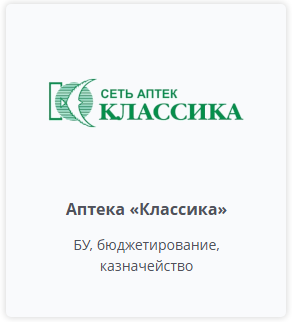 СЕТЬ АПТЕК
КЛАССИКА
Аптека «Классика»
БУ, бюджетирование,
казначейство